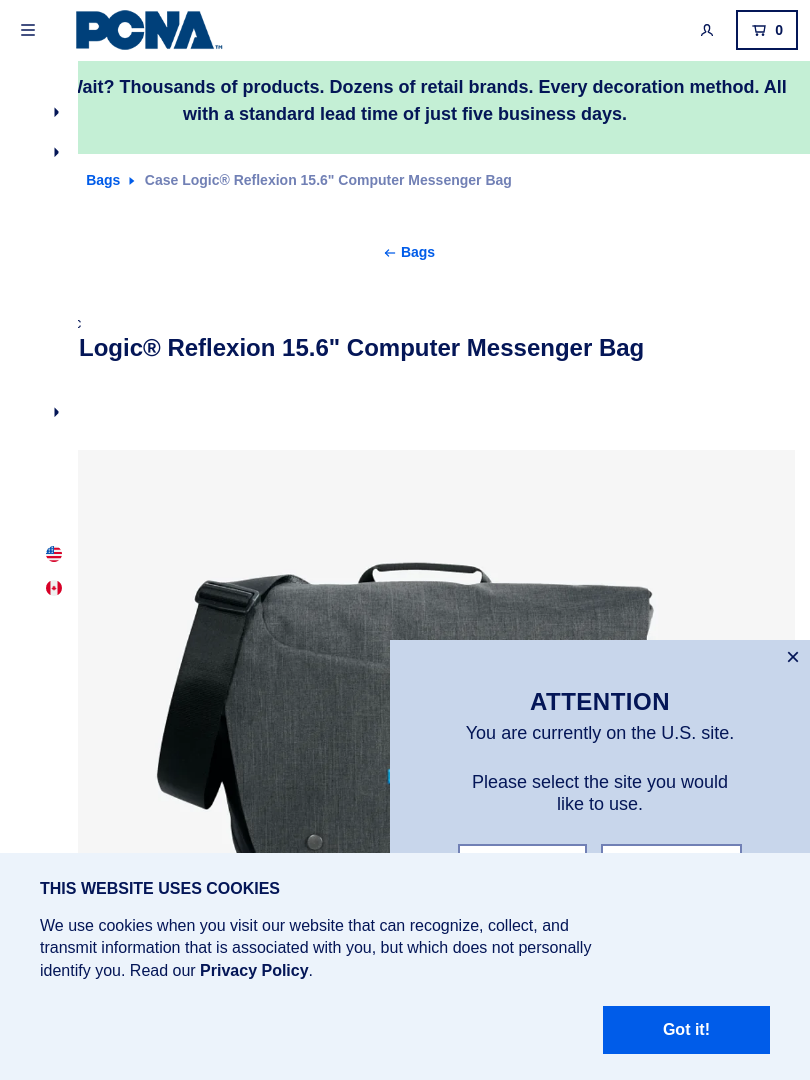 PCNA
0
Wait? Thousands of products. Dozens of retail brands. Every decoration method. All
with a standard lead time of just five business days.
Bags Case Logic® Reflexion 15.6" Computer Messenger Bag
← Bags
Logic® Reflexion 15.6" Computer Messenger Bag
ATTENTION
You are currently on the U.S. site.
Please select the site you would
like to use.
THIS WEBSITE USES COOKIES
We use cookies when you visit our website that can recognize, collect, and
transmit information that is associated with you, but which does not personally
identify you. Read our Privacy Policy.
Got it!